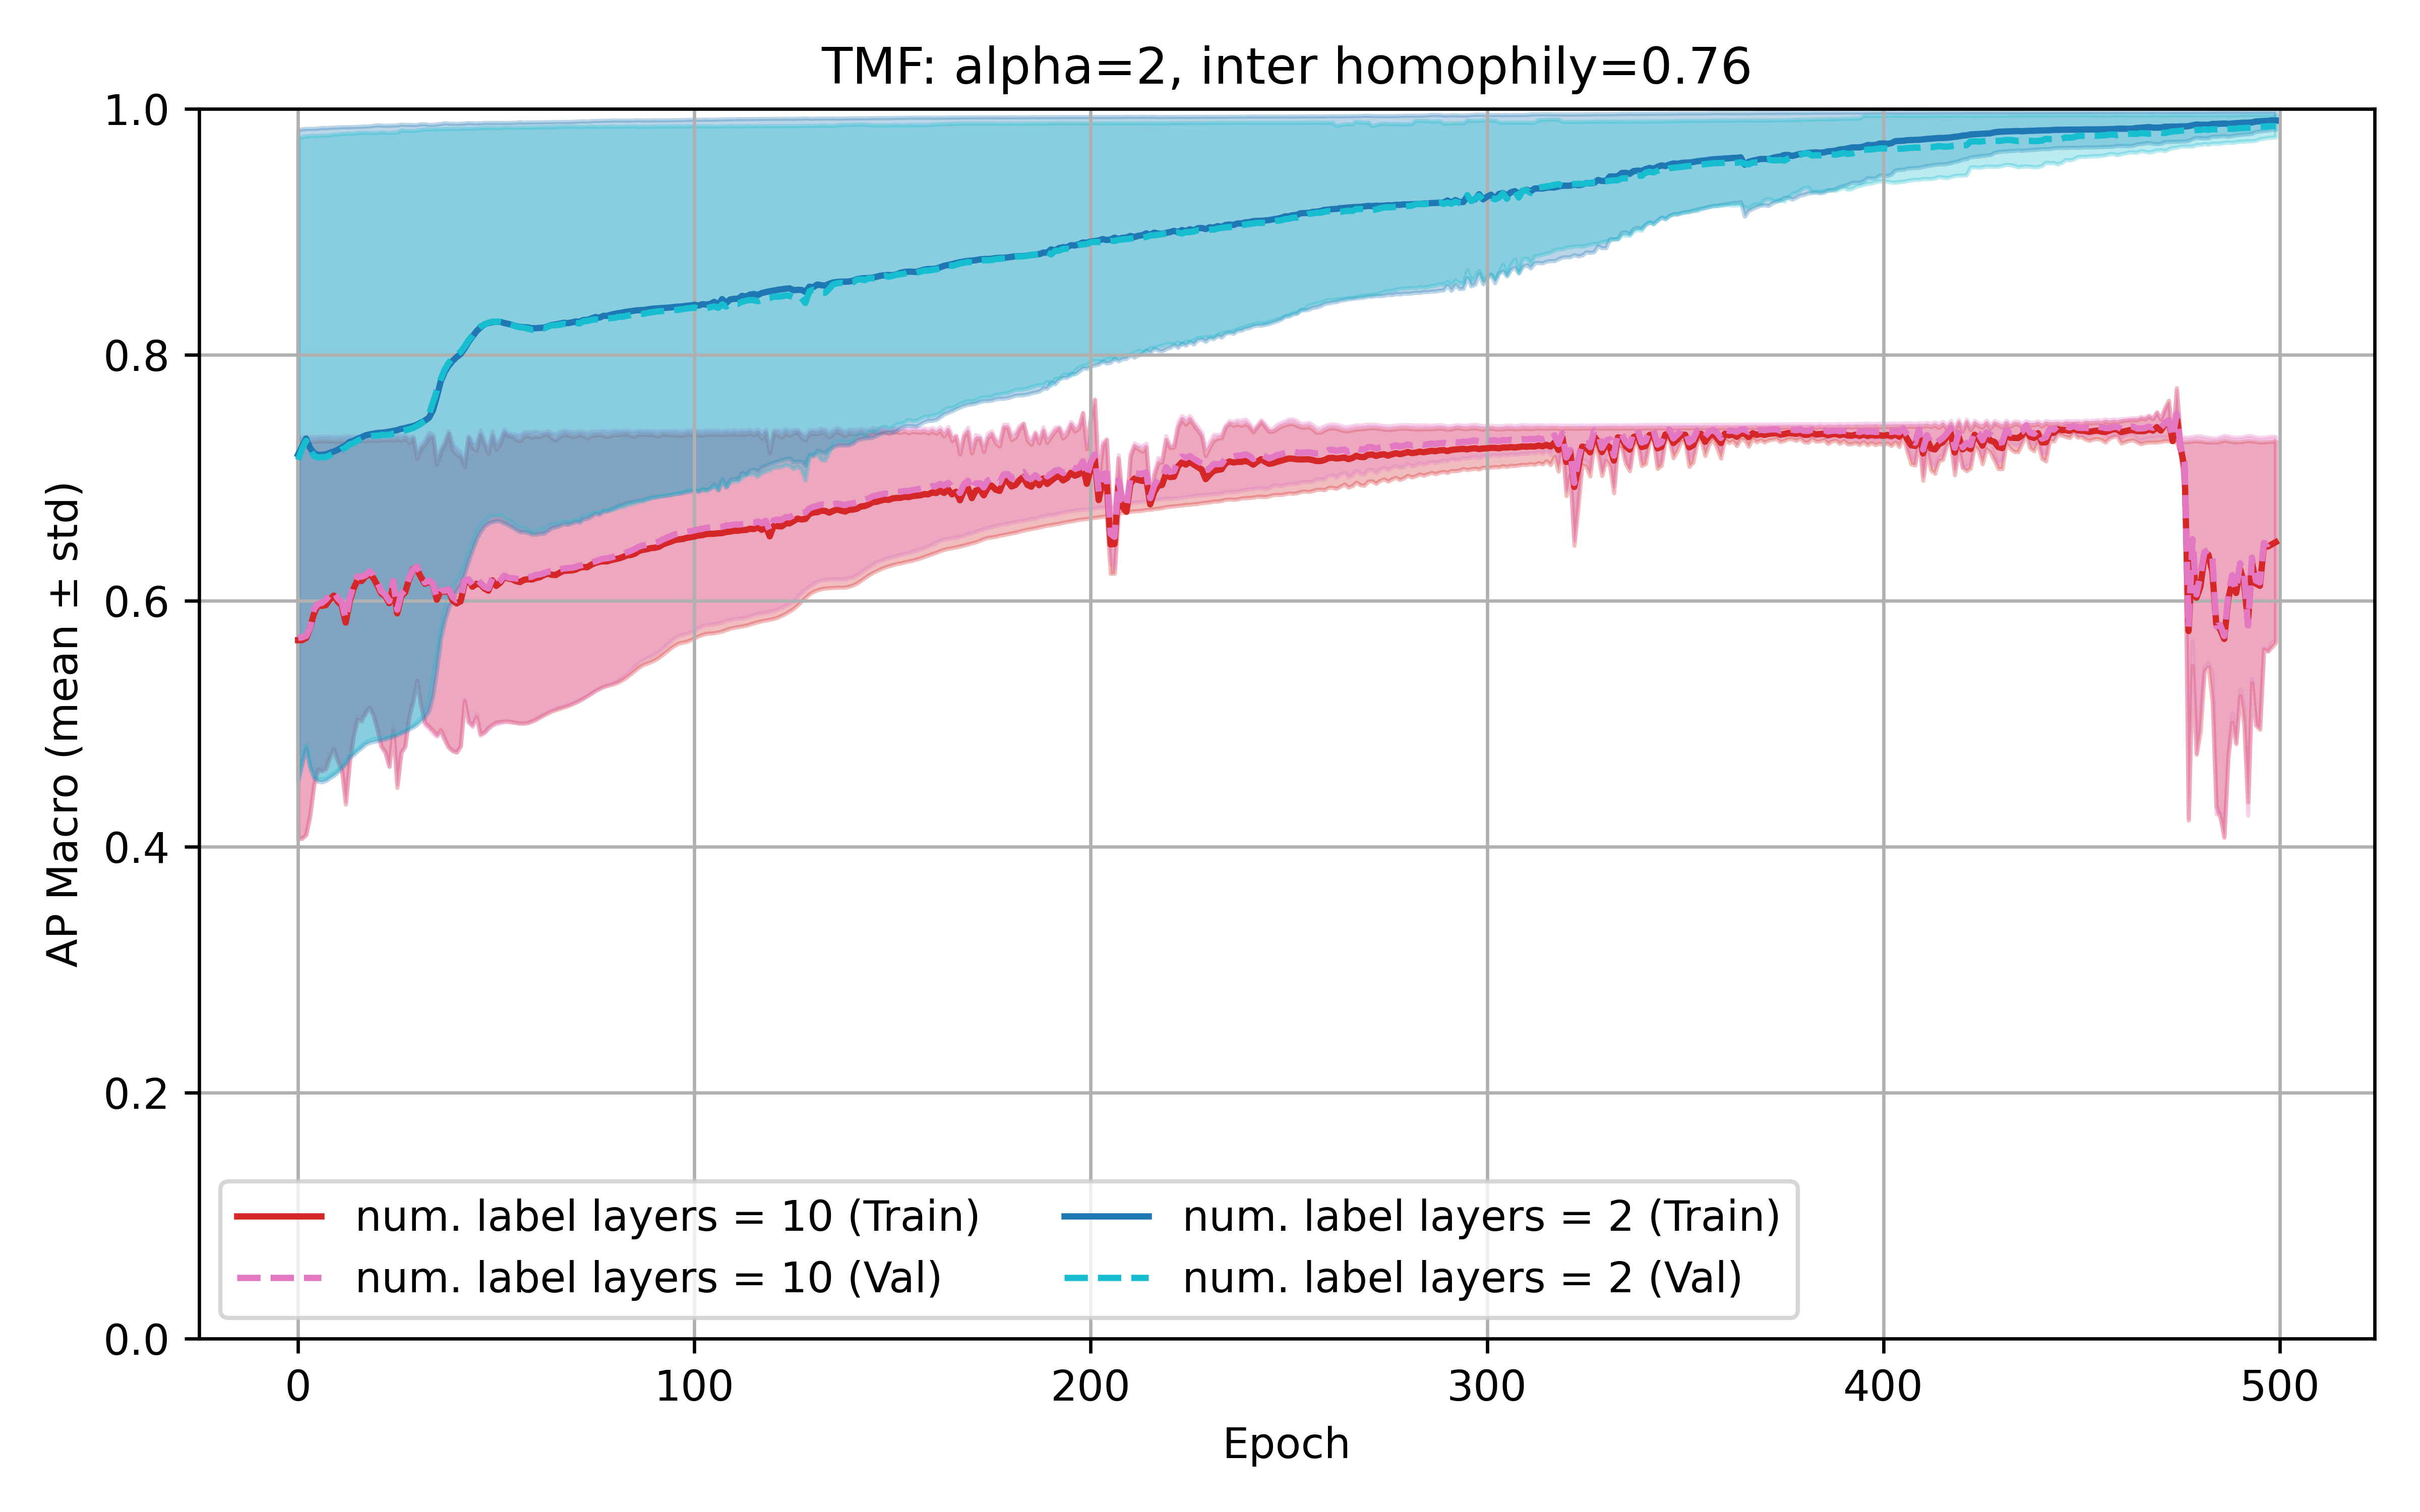 TMF: alpha=2, inter homophily=0.76
AP Macro (mean ± std)
1.0
0.8
0.6
0.4
0.2
0.0
num. label layers = 10 (Train)
num. label layers = 10 (Val)
num. label layers = 2 (Train)
num. label layers = 2 (Val)
0 100 200 300 400 500
Epoch